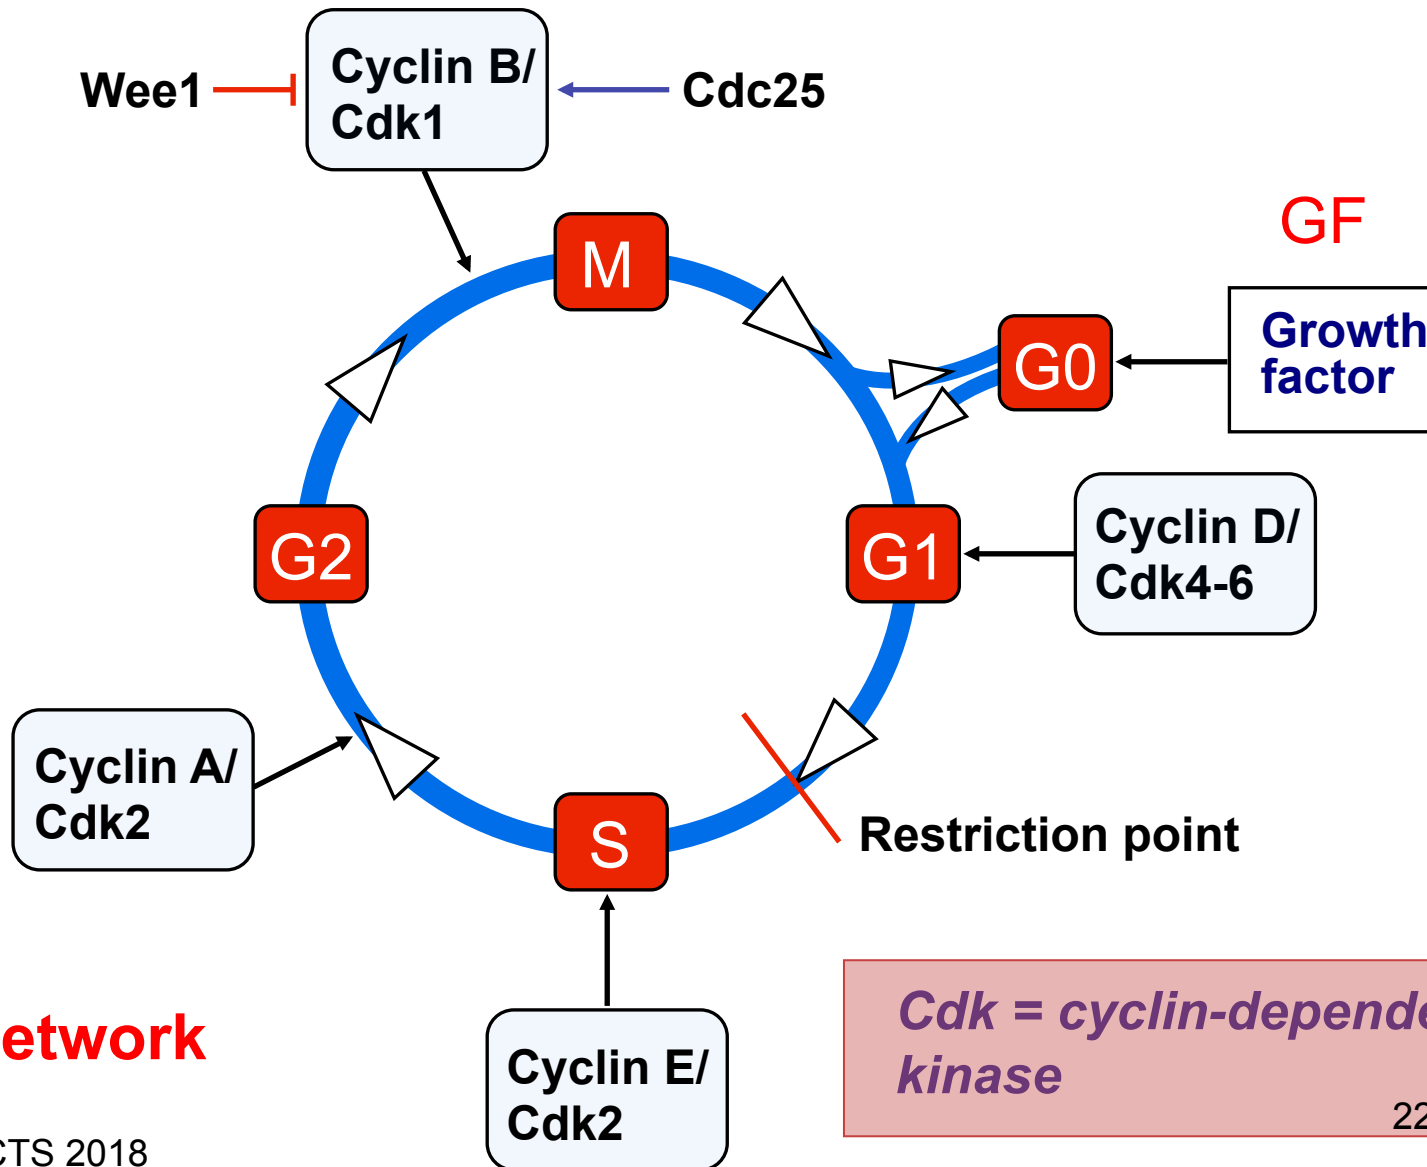 Wee1
Cyclin B/
Cdk1
Cdc25
GF
M
G0
Growth
factor
G2
G1
Cyclin D/
Cdk4-6
Cyclin A/
Cdk2
S
Restriction point
etwork
Cyclin E/
Cdk2
Cdk = cyclin-depende
kinase
22
CTS 2018